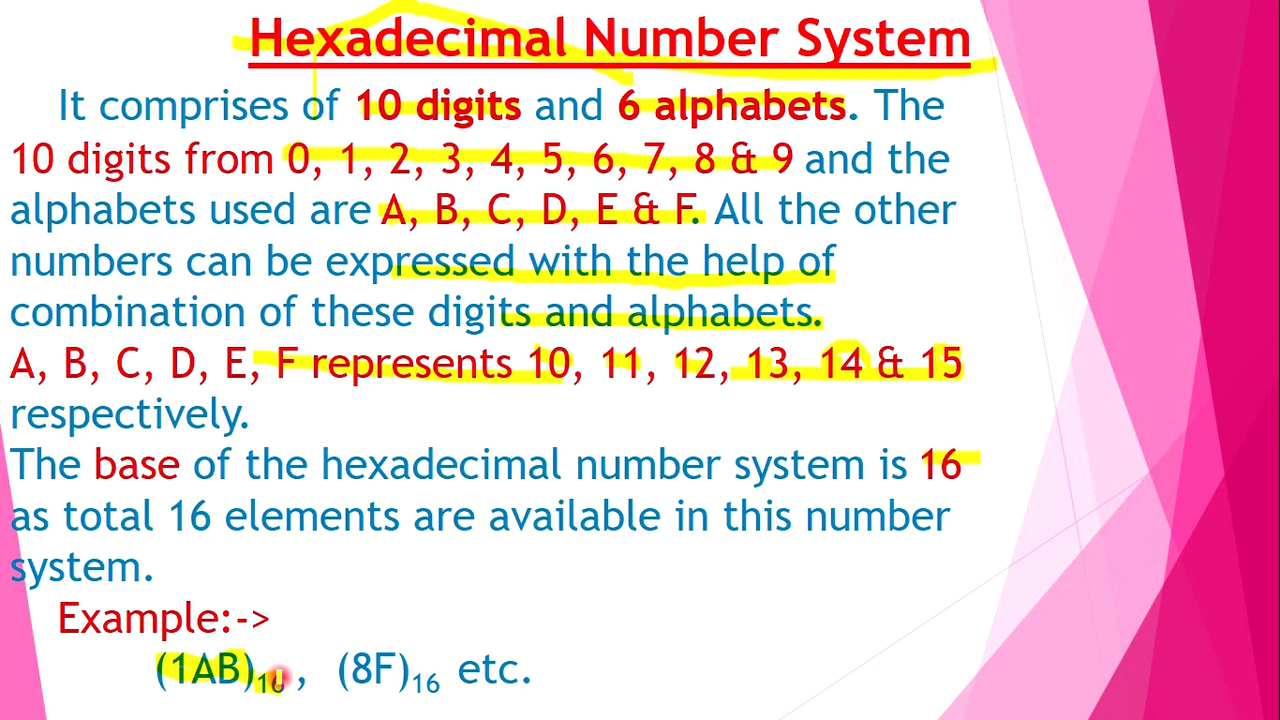 Hexadecimal Number System
It comprises of 10 digits and 6 alphabets. The
10 digits from 0, 1, 2, 3, 4, 5, 6, 7, 8 & 9 and the
alphabets used are A, B, C, D, E & F. All the other
numbers can be expressed with the help of
combination of these digits and alphabets.
A, B, C, D, E, F represents 10, 11, 12, 13, 14 & 15
respectively.
The base of the hexadecimal number system is 16
as total 16 elements are available in this number
system.
Example:->
(1AB)₁₆ , (8F)₁₆ etc.